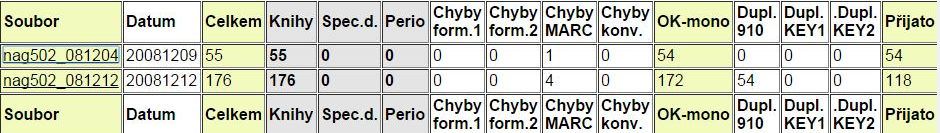 Soubor Datum Celkem Knihy Spec.d. Perio Chyby form.1 Chyby form.2 Chyby MARC Chyby konv. OK-mono Dupl. 910 Dupl. KEY1 .Dupl. KEY2 Přijato
nag502_081204 20081209 55 55 0 0 0 0 1 0 54 0 0 0 54
nag502_081212 20081212 176 176 0 0 0 0 4 0 172 54 0 0 118
Soubor Datum Celkem Knihy Spec.d. Perio Chyby form.1 Chyby form.2 Chyby MARC Chyby konv. OK-mono Dupl. 910 Dupl. KEY1 .Dupl. KEY2 Přijato